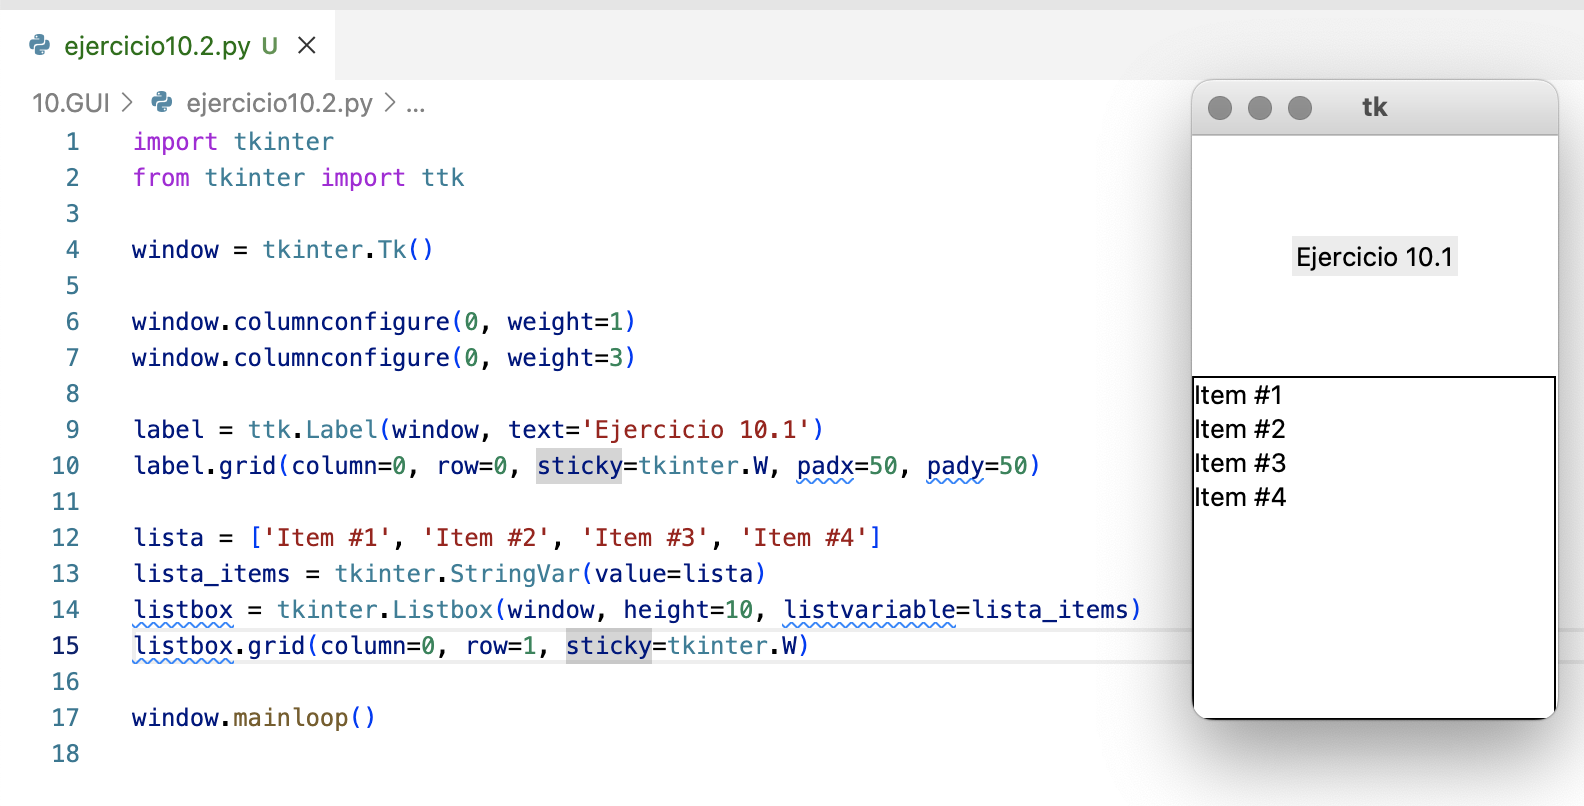 ejercicio10.2.py U
10.GUI > ejercicio10.2.py > ...
1 import tkinter
2 from tkinter import ttk
3
4 window = tkinter.Tk()
5
6 window.columnconfigure(0, weight=1)
7 window.columnconfigure(0, weight=3)
8
9 label = ttk.Label(window, text='Ejercicio 10.1')
10 label.grid(column=0, row=0, sticky=tkinter.W, padx=50, pady=50)
11
12 lista = ['Item #1', 'Item #2', 'Item #3', 'Item #4']
13 lista_items = tkinter.StringVar(value=lista)
14 listbox = tkinter.Listbox(window, height=10, listvariable=lista_items)
15 listbox.grid(column=0, row=1, sticky=tkinter.W)
16
17 window.mainloop()
18
tk
Ejercicio 10.1
Item #1
Item #2
Item #3
Item #4